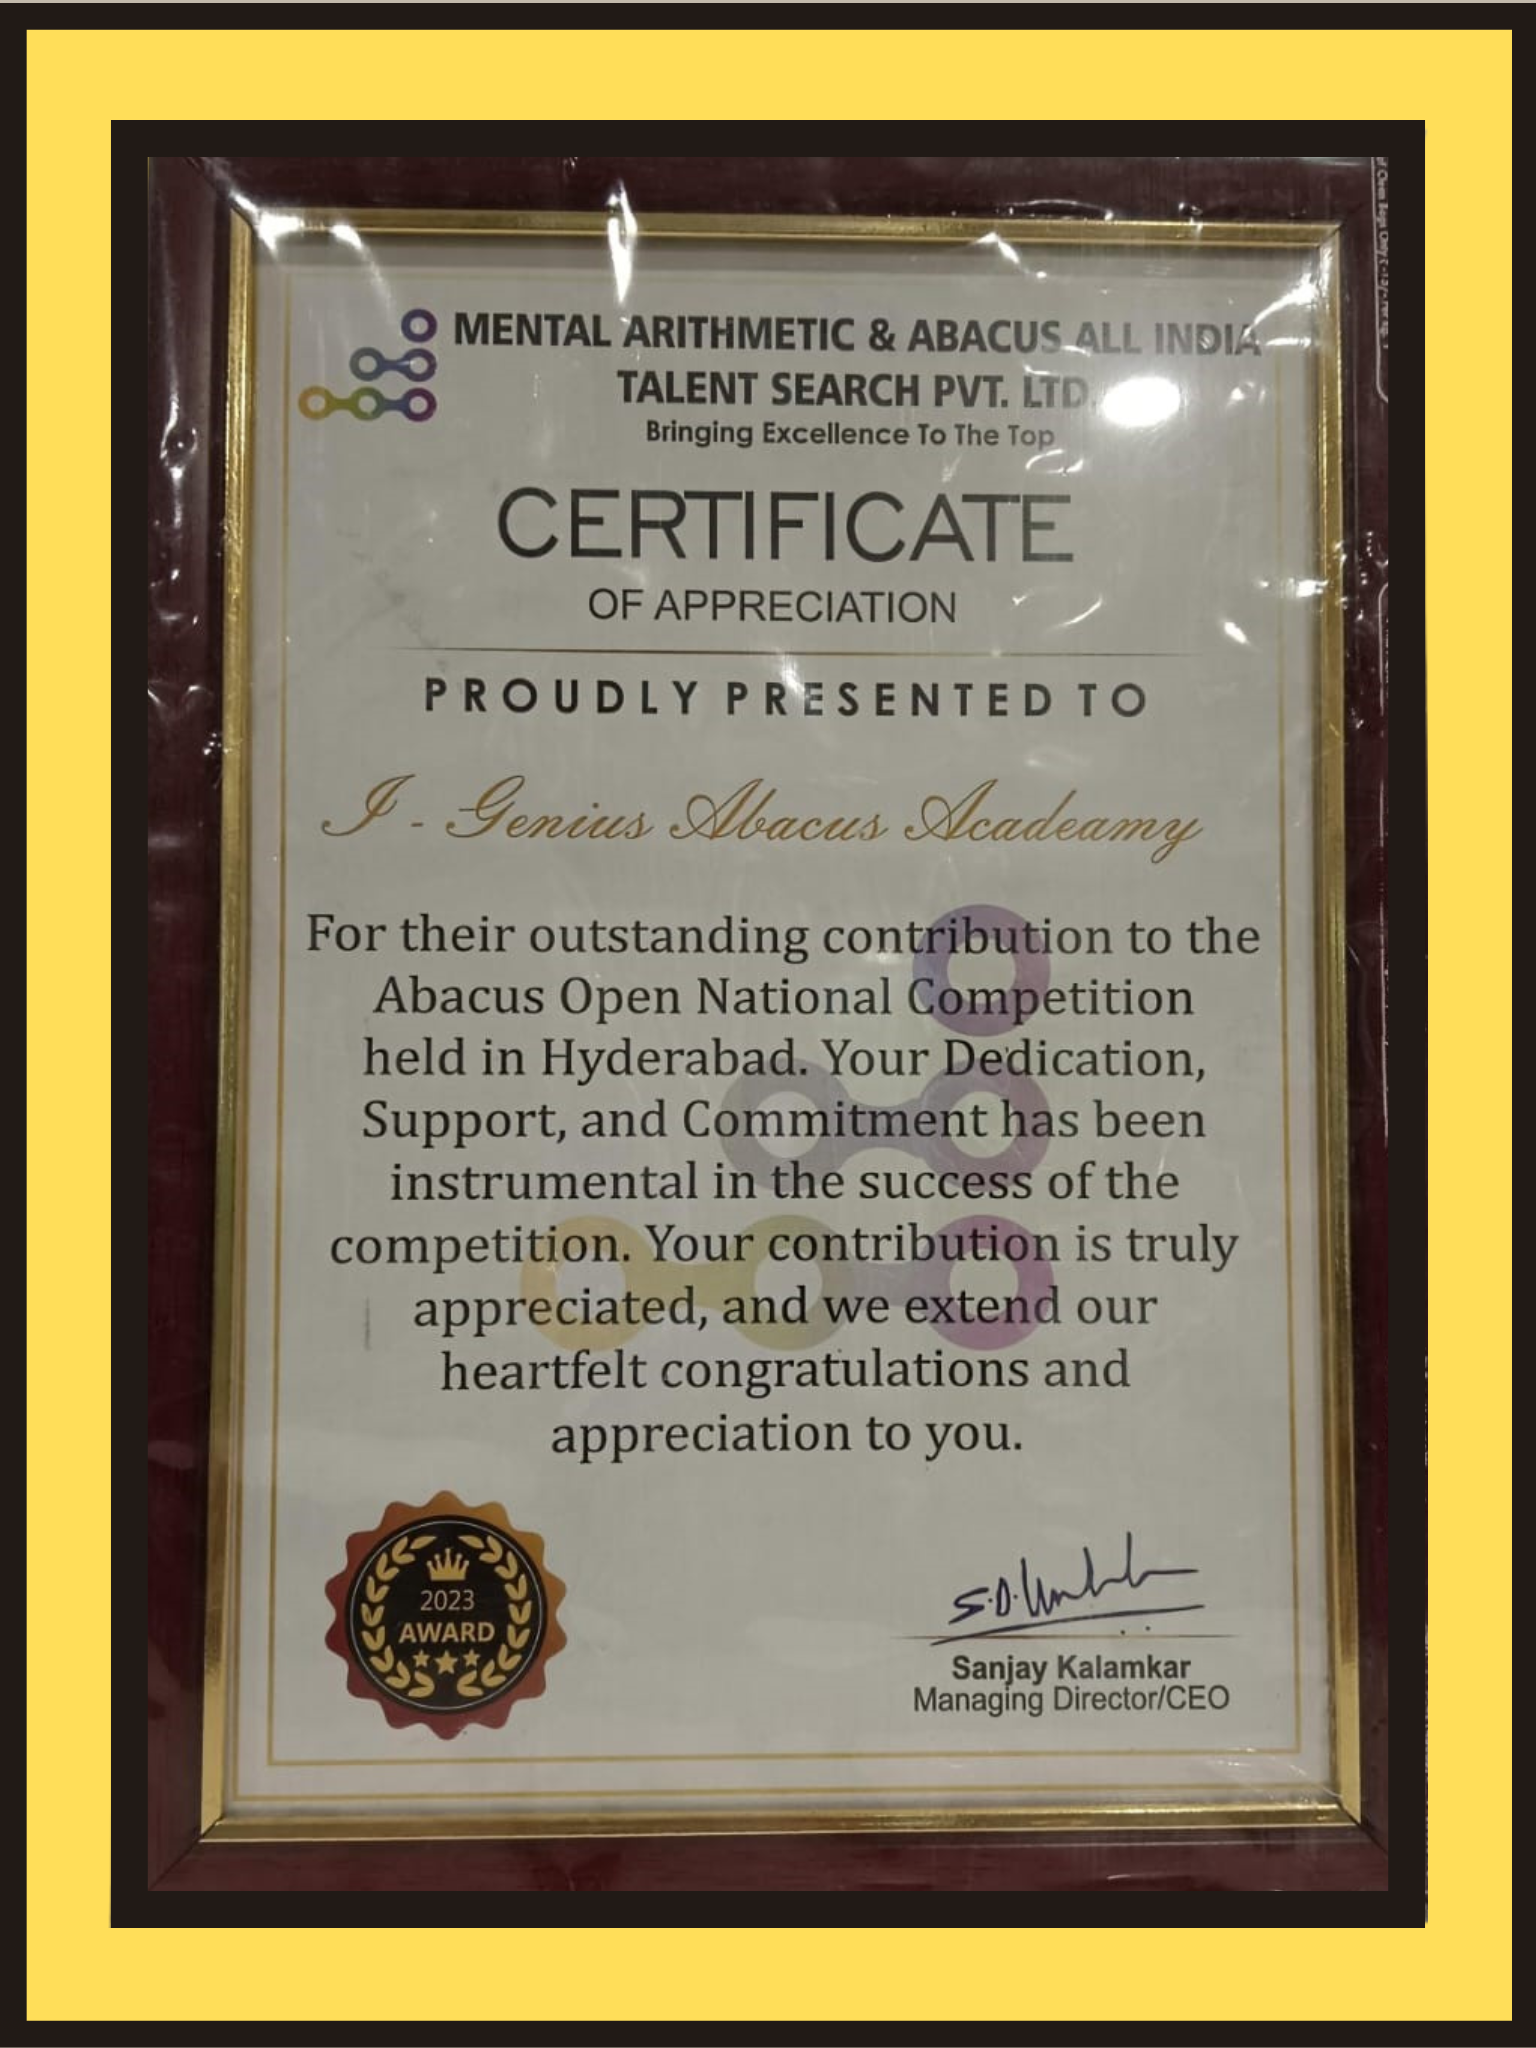 MENTAL ARITHMETIC & ABACUS ALL INDIA
TALENT SEARCH PVT. LTD.
Bringing Excellence To The Top
CERTIFICATE
OF APPRECIATION
PROUDLY PRESENTED TO
I - Genius Abacus Acadeamy
For their outstanding contribution to the
Abacus Open National Competition
held in Hyderabad. Your Dedication,
Support, and Commitment has been
instrumental in the success of the
competition. Your contribution is truly
appreciated, and we extend our
heartfelt congratulations and
appreciation to you.
2023
AWARD
S.D.
Sanjay Kalamkar
Managing Director/CEO